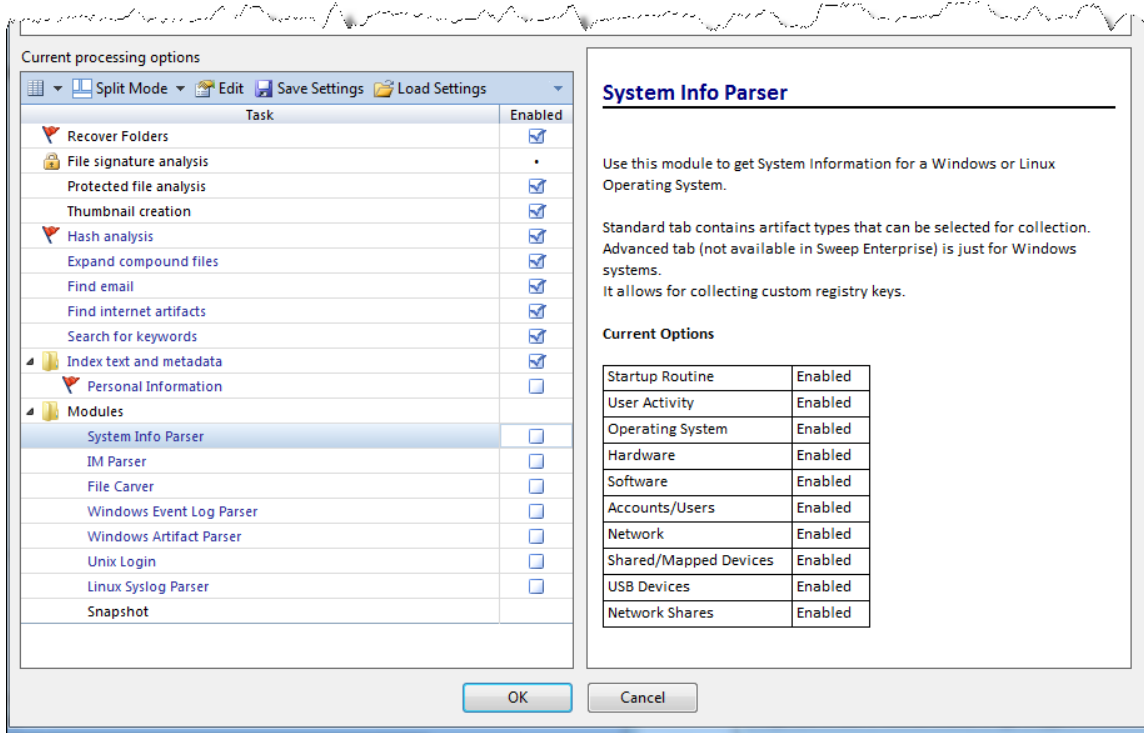 Current processing options
Split Mode Edit Save Settings Load Settings
Task Enabled
Recover Folders
File signature analysis
Protected file analysis
Thumbnail creation
Hash analysis
Expand compound files
Find email
Find internet artifacts
Search for keywords
Index text and metadata
Personal Information
Modules
System Info Parser
IM Parser
File Carver
Windows Event Log Parser
Windows Artifact Parser
Unix Login
Linux Syslog Parser
Snapshot
System Info Parser
Use this module to get System Information for a Windows or Linux
Operating System.
Standard tab contains artifact types that can be selected for collection.
Advanced tab (not available in Sweep Enterprise) is just for Windows
systems.
It allows for collecting custom registry keys.
Current Options
Startup Routine Enabled
User Activity Enabled
Operating System Enabled
Hardware Enabled
Software Enabled
Accounts/Users Enabled
Network Enabled
Shared/Mapped Devices Enabled
USB Devices Enabled
Network Shares Enabled
OK Cancel